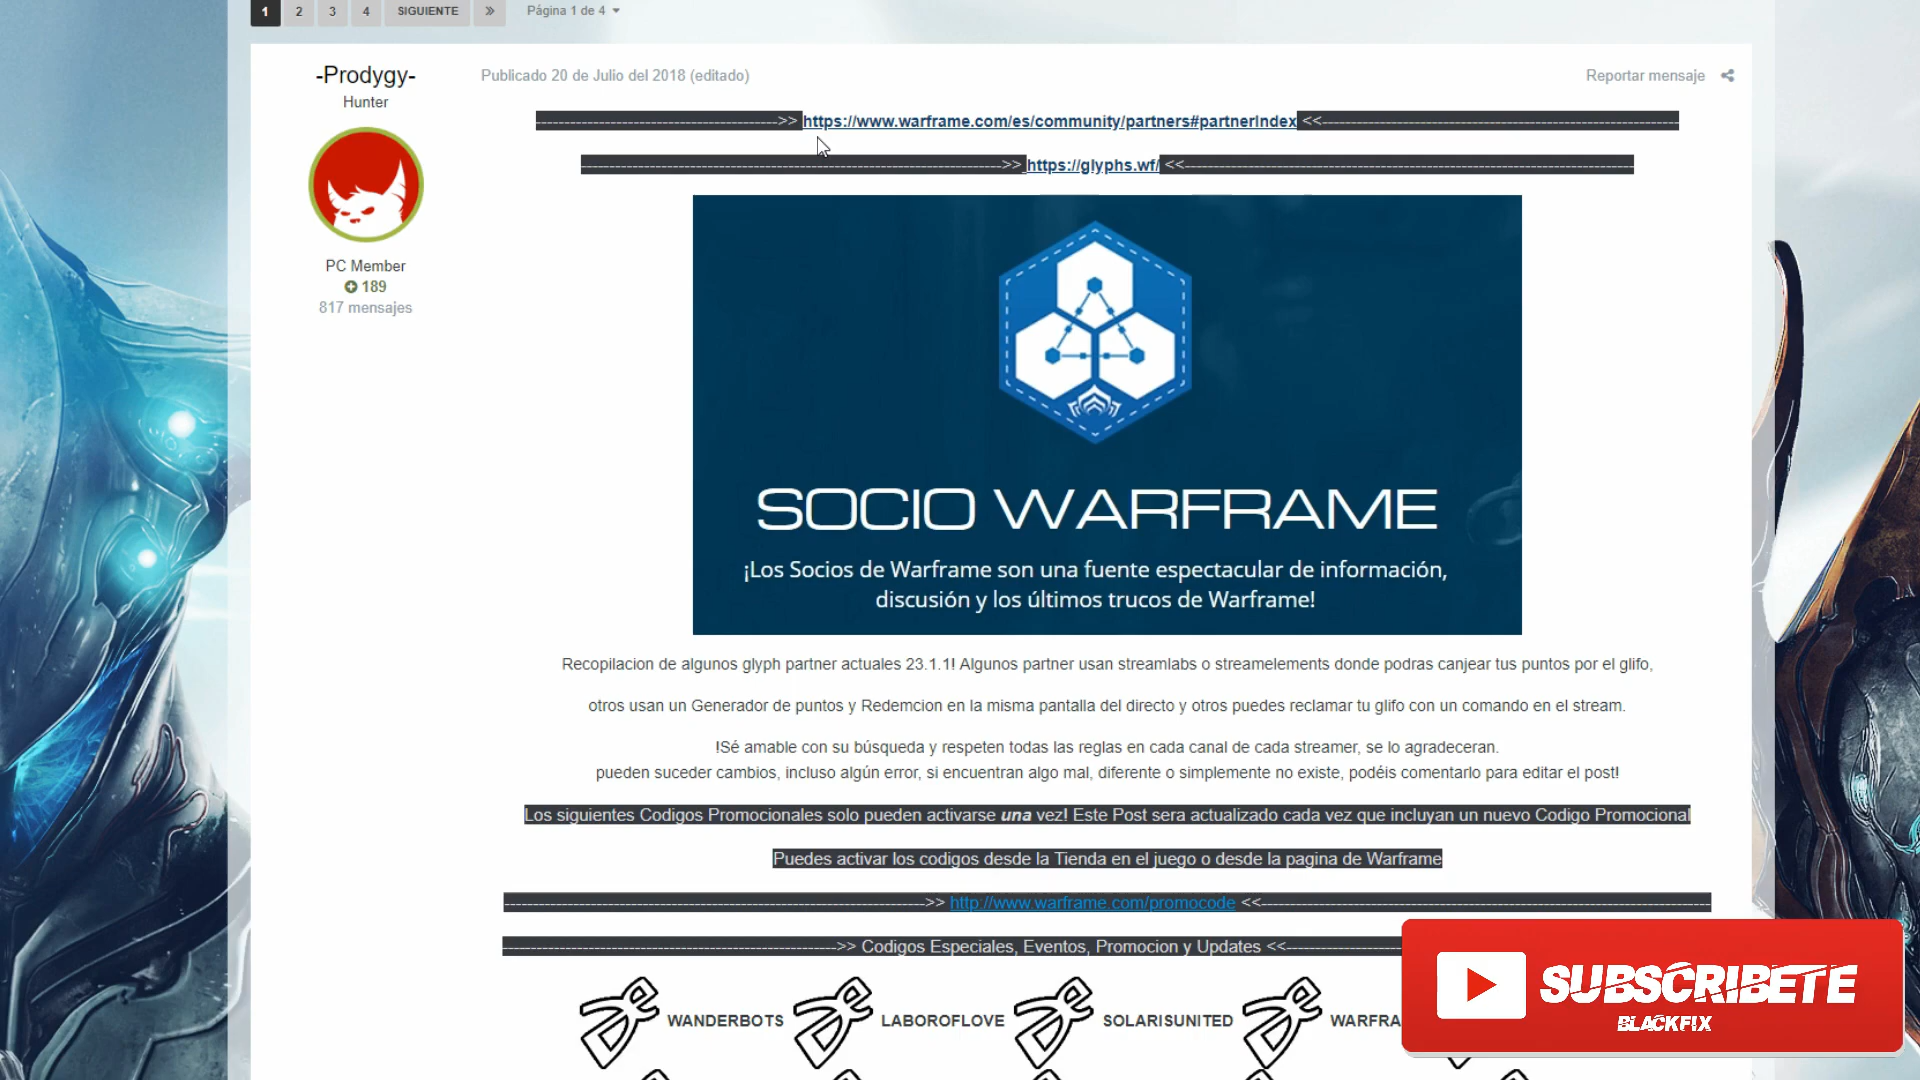 1 2 3 4 SIGUIENTE » Página 1 de 4
-Prodygy-
Hunter
PC Member
189
817 mensajes
Publicado 20 de Julio del 2018 (editado)
Reportar mensaje
>> https://www.warframe.com/es/community/partners#partnerIndex <<
>> https://glyphs.wf/ <<
SOCIO WARFRAME
¡Los Socios de Warframe son una fuente espectacular de información,
discusión y los últimos trucos de Warframe!
Recopilacion de algunos glyph partner actuales 23.1.1! Algunos partner usan streamlabs o streamelements donde podras canjear tus puntos por el glifo,
otros usan un Generador de puntos y Redemcion en la misma pantalla del directo y otros puedes reclamar tu glifo con un comando en el stream.
!Sé amable con su búsqueda y respeten todas las reglas en cada canal de cada streamer, se lo agradeceran.
pueden suceder cambios, incluso algún error, si encuentran algo mal, diferente o simplemente no existe, podéis comentarlo para editar el post!
Los siguientes Codigos Promocionales solo pueden activarse una vez! Este Post sera actualizado cada vez que incluyan un nuevo Codigo Promocional
Puedes activar los codigos desde la Tienda en el juego o desde la pagina de Warframe
>> http://www.warframe.com/promocode <<
>> Codigos Especiales, Eventos, Promocion y Updates <<
WANDERBOTS LABOROFLOVE SOLARISUNITED WARFRA
SUBSCRIBETE
BLACKFIX